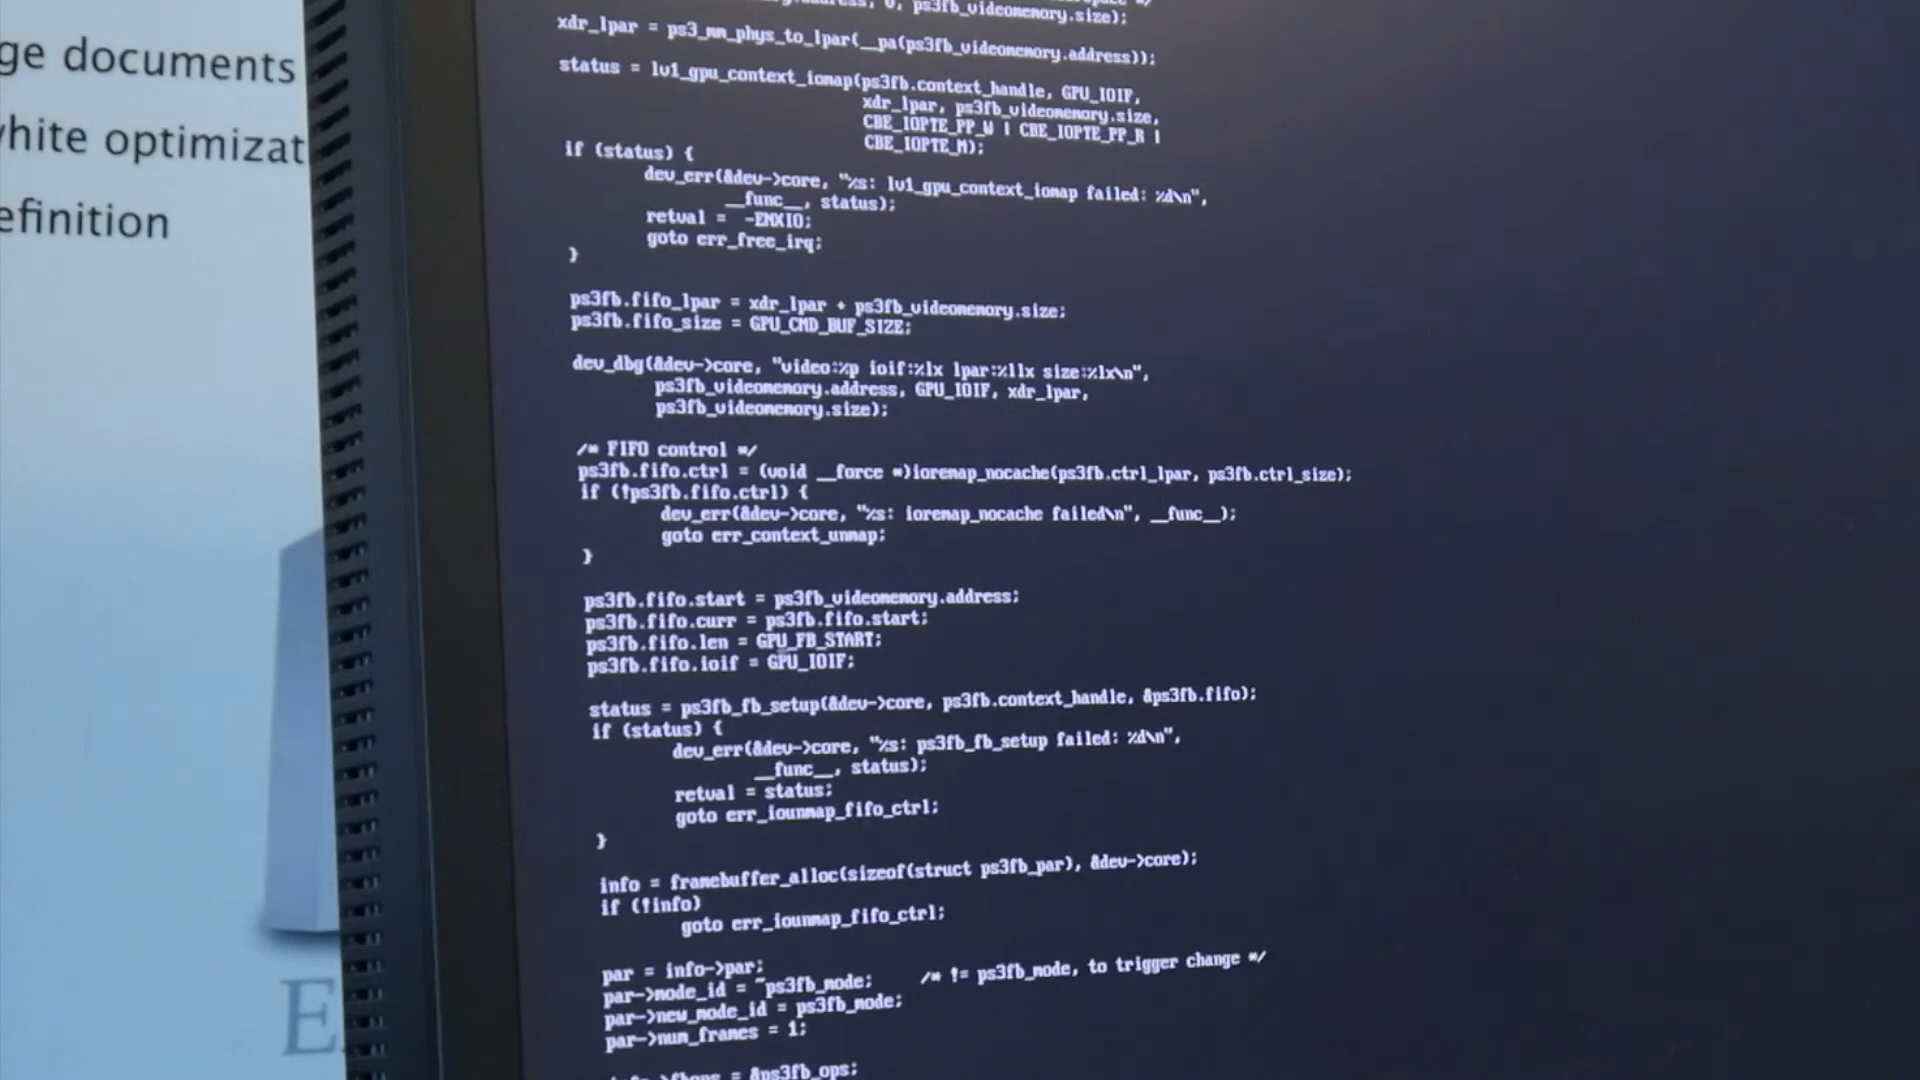 ge documents
white optimizat
efinition
E
ps3fb_videomemory.size);
xdr_lpar = ps3_mm_phys_to_lpar(__pa(ps3fb_videomemory.address));
status = lv1_gpu_context_iomap(ps3fb.context_handle, GPU_IOIF,
xdr_lpar, ps3fb_videomemory.size,
CBE_IOPTE_PP_W | CBE_IOPTE_PP_R |
CBE_IOPTE_M);
if (status) {
dev_err(&dev->core, "%s: lv1_gpu_context_iomap failed: %d\n",
__func__, status);
retval = -ENXIO;
goto err_free_irq;
}
ps3fb.fifo_lpar = xdr_lpar + ps3fb_videomemory.size;
ps3fb.fifo_size = GPU_CMD_BUF_SIZE;
dev_dbg(&dev->core, "video:%p ioif:%lx lpar:%llx size:%lx\n",
ps3fb_videomemory.address, GPU_IOIF, xdr_lpar,
ps3fb_videomemory.size);
/* FIFO control */
ps3fb.fifo.ctrl = (void __force *)ioremap_nocache(ps3fb.ctrl_lpar, ps3fb.ctrl_size);
if (!ps3fb.fifo.ctrl) {
dev_err(&dev->core, "%s: ioremap_nocache failed\n", __func__);
goto err_context_unmap;
}
ps3fb.fifo.start = ps3fb_videomemory.address;
ps3fb.fifo.curr = ps3fb.fifo.start;
ps3fb.fifo.len = GPU_FB_START;
ps3fb.fifo.ioif = GPU_IOIF;
status = ps3fb_fb_setup(&dev->core, ps3fb.context_handle, &ps3fb.fifo);
if (status) {
dev_err(&dev->core, "%s: ps3fb_fb_setup failed: %d\n",
__func__, status);
retval = status;
goto err_iounmap_fifo_ctrl;
}
info = framebuffer_alloc(sizeof(struct ps3fb_par), &dev->core);
if (!info)
goto err_iounmap_fifo_ctrl;
par = info->par;
par->mode_id = ~ps3fb_mode; /* != ps3fb_mode, to trigger change */
par->new_mode_id = ps3fb_mode;
par->num_frames = 1;
= &ps3fb_ops;